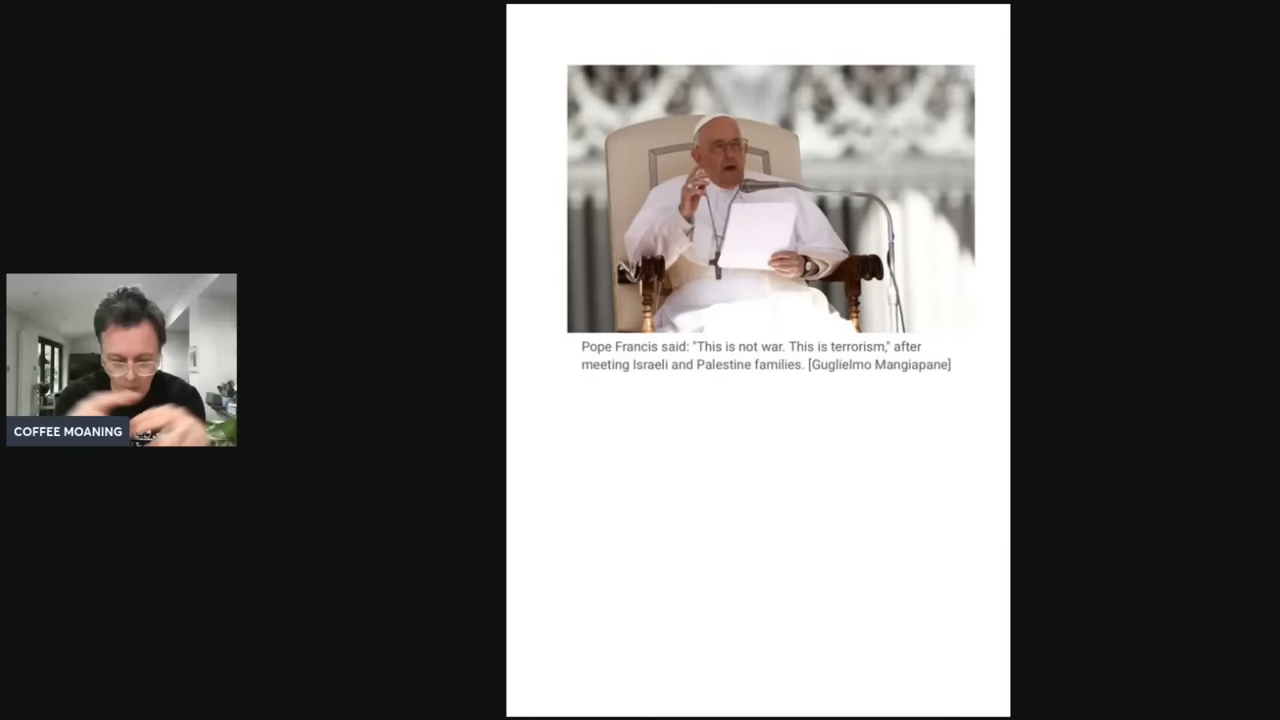 COFFEE MOANING
Pope Francis said: "This is not war. This is terrorism," after
meeting Israeli and Palestine families. [Guglielmo Mangiapane]